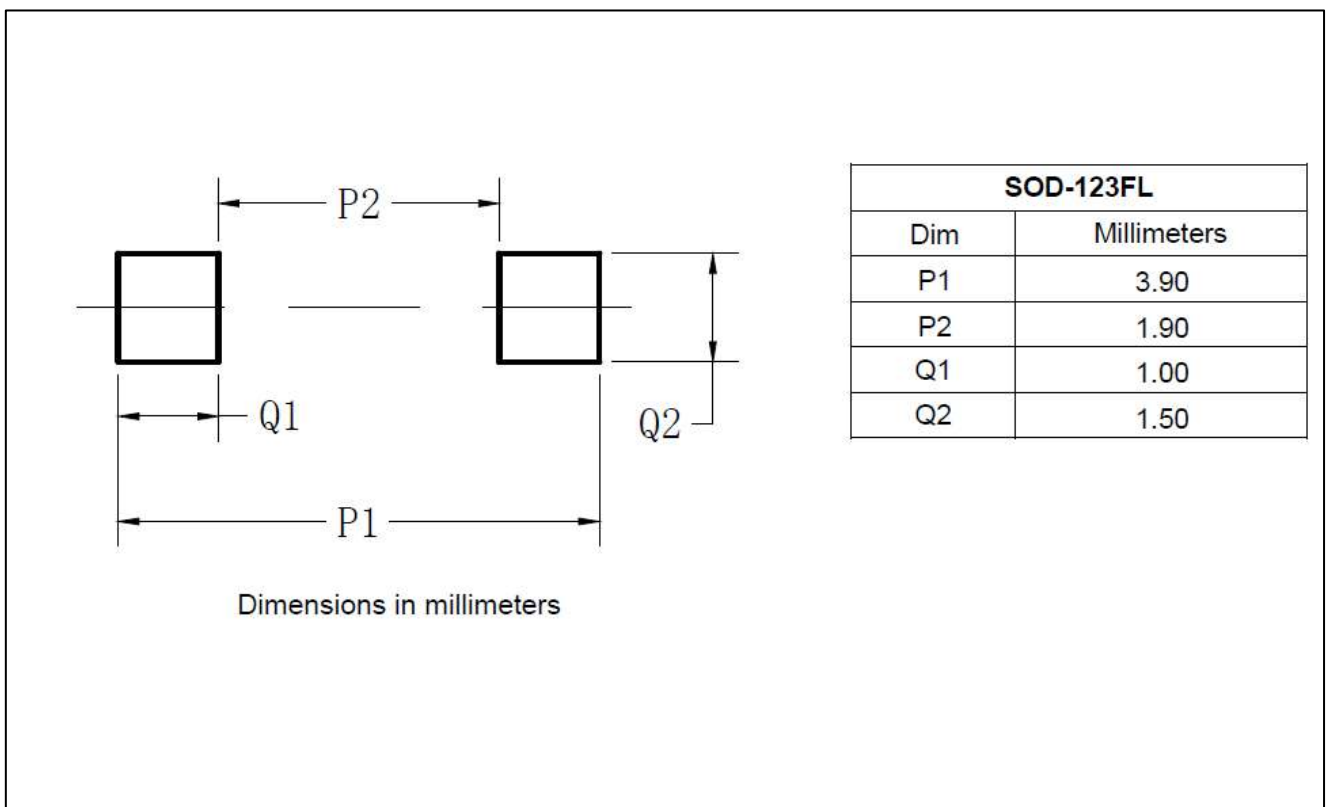 P2
Q1
Q2
P1
Dimensions in millimeters
SOD-123FL
Dim Millimeters
P1 3.90
P2 1.90
Q1 1.00
Q2 1.50